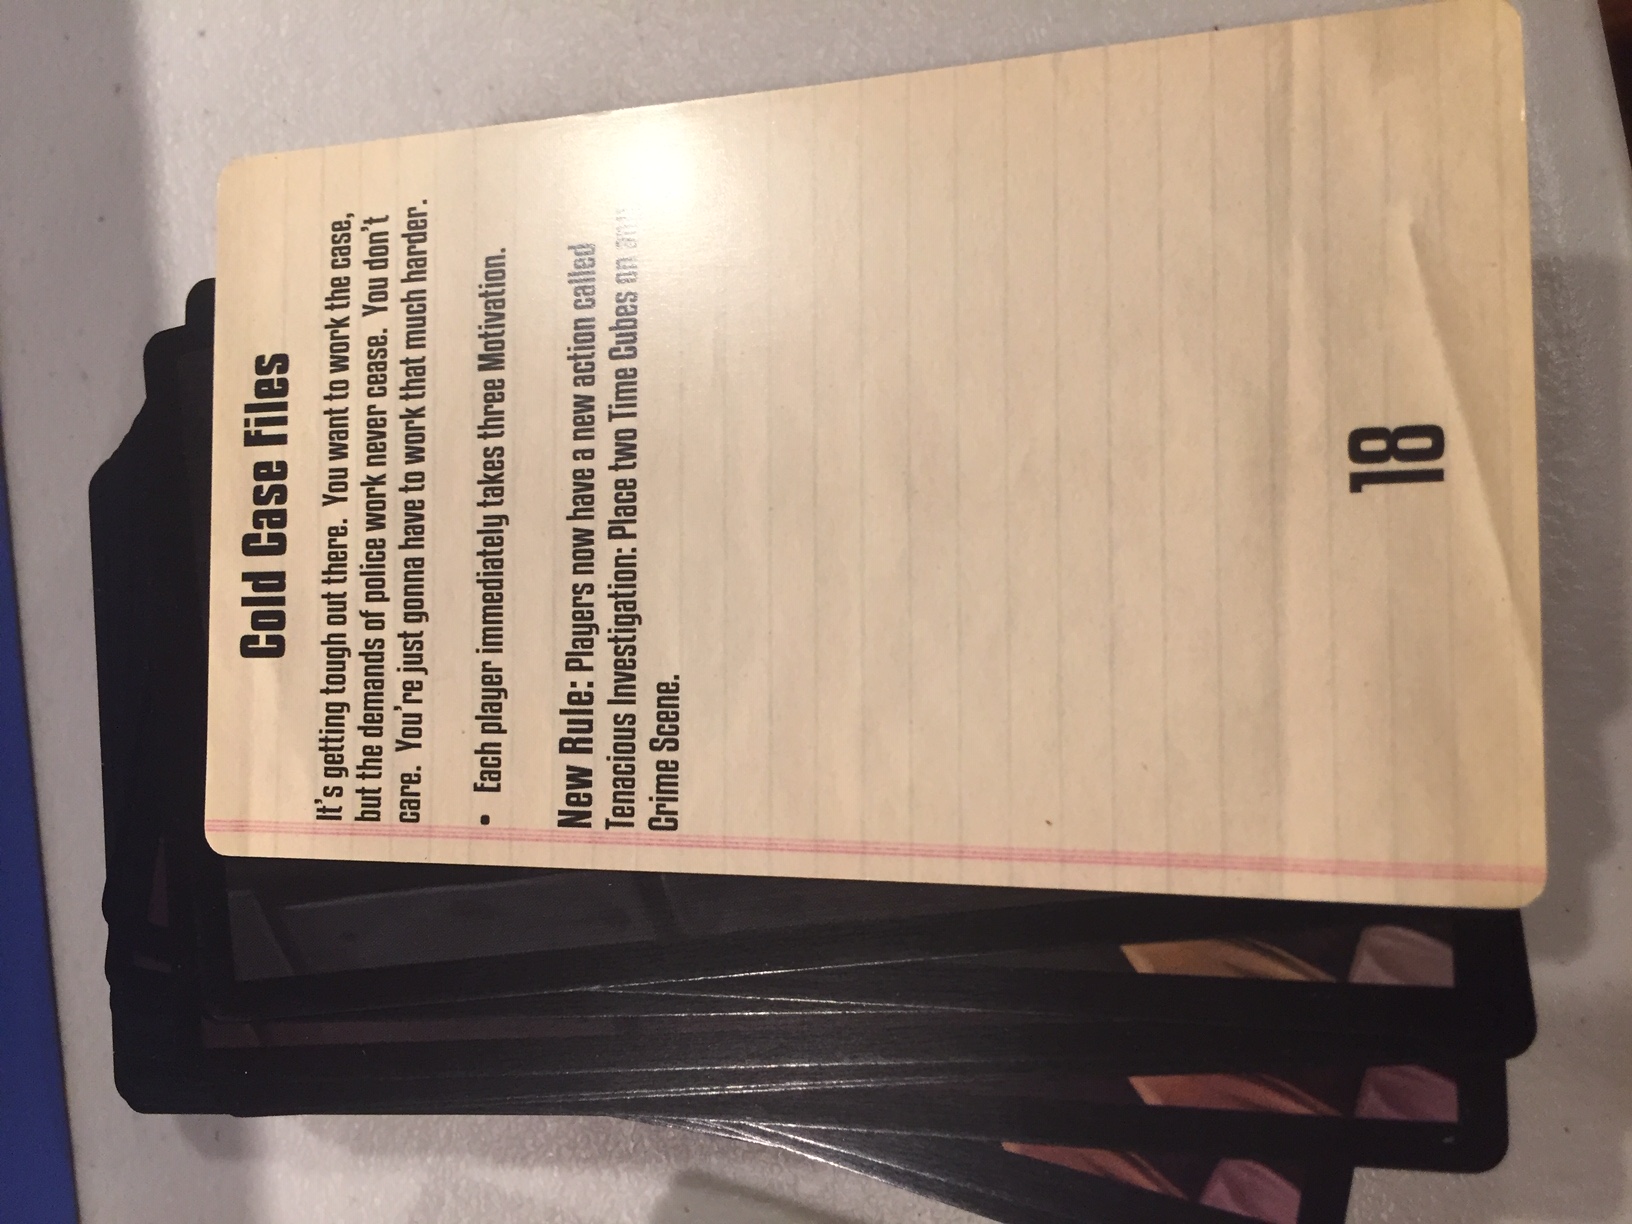 Cold Case Files
It's getting tough out there. You want to work the case,
but the demands of police work never cease. You don't
care. You're just gonna have to work that much harder.
• Each player immediately takes three Motivation.
New Rule: Players now have a new action called
Tenacious Investigation: Place two Time Cubes on any
Crime Scene.
18